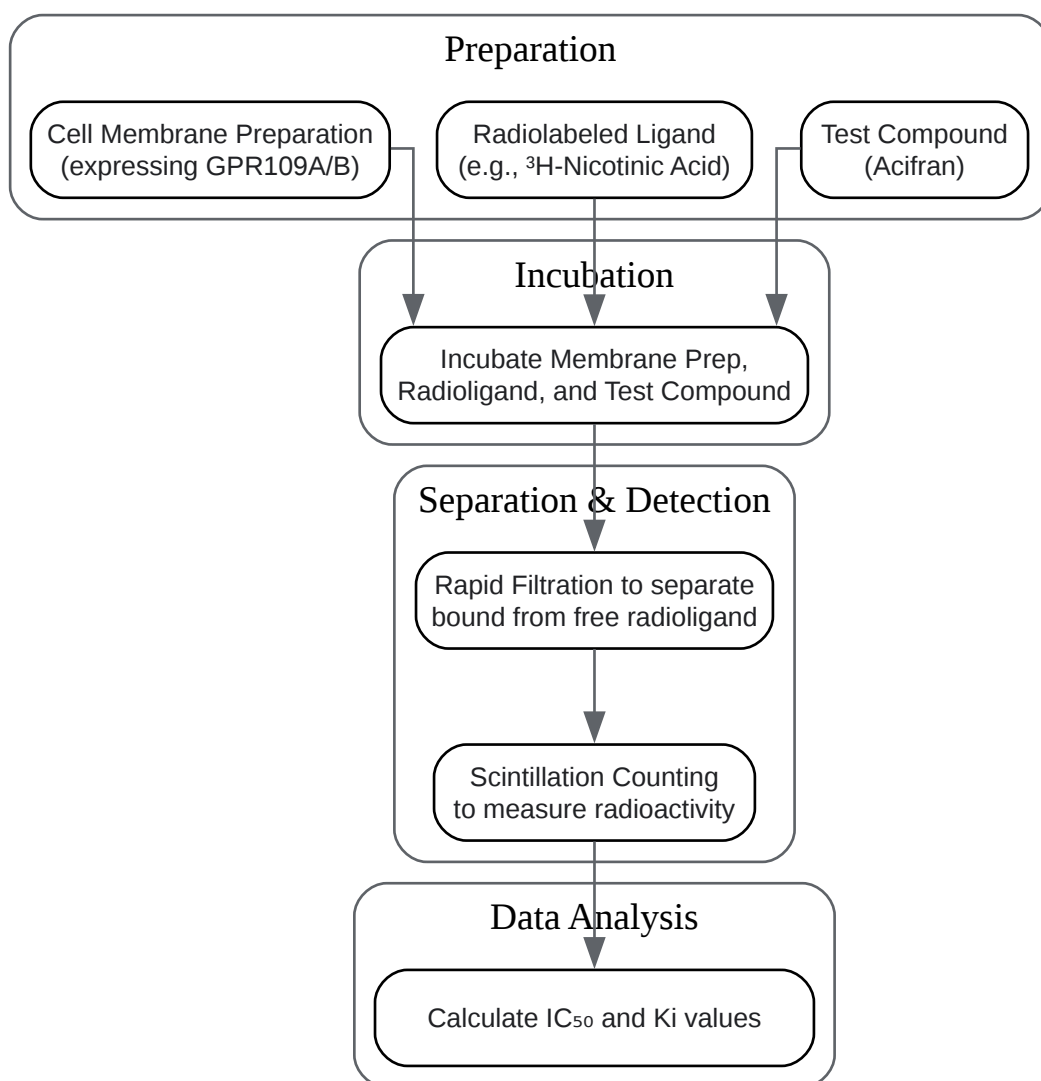 Preparation
Cell Membrane Preparation
(expressing GPR109A/B)
Radiolabeled Ligand
(e.g., ³H-Nicotinic Acid)
Test Compound
(Acifran)
Incubation
Incubate Membrane Prep,
Radioligand, and Test Compound
Separation & Detection
Rapid Filtration to separate
bound from free radioligand
Scintillation Counting
to measure radioactivity
Data Analysis
Calculate IC₅₀ and Ki values